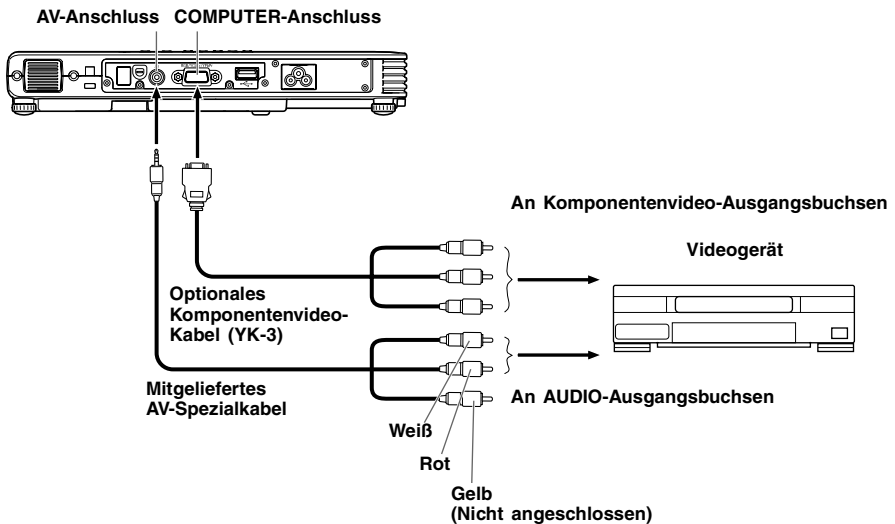 AV-Anschluss COMPUTER-Anschluss
An Komponentenvideo-Ausgangsbuchsen
Videogerät
Optionales
Komponentenvideo-
Kabel (YK-3)
Mitgeliefertes
AV-Spezialkabel
An AUDIO-Ausgangsbuchsen
Weiß
Rot
Gelb
(Nicht angeschlossen)